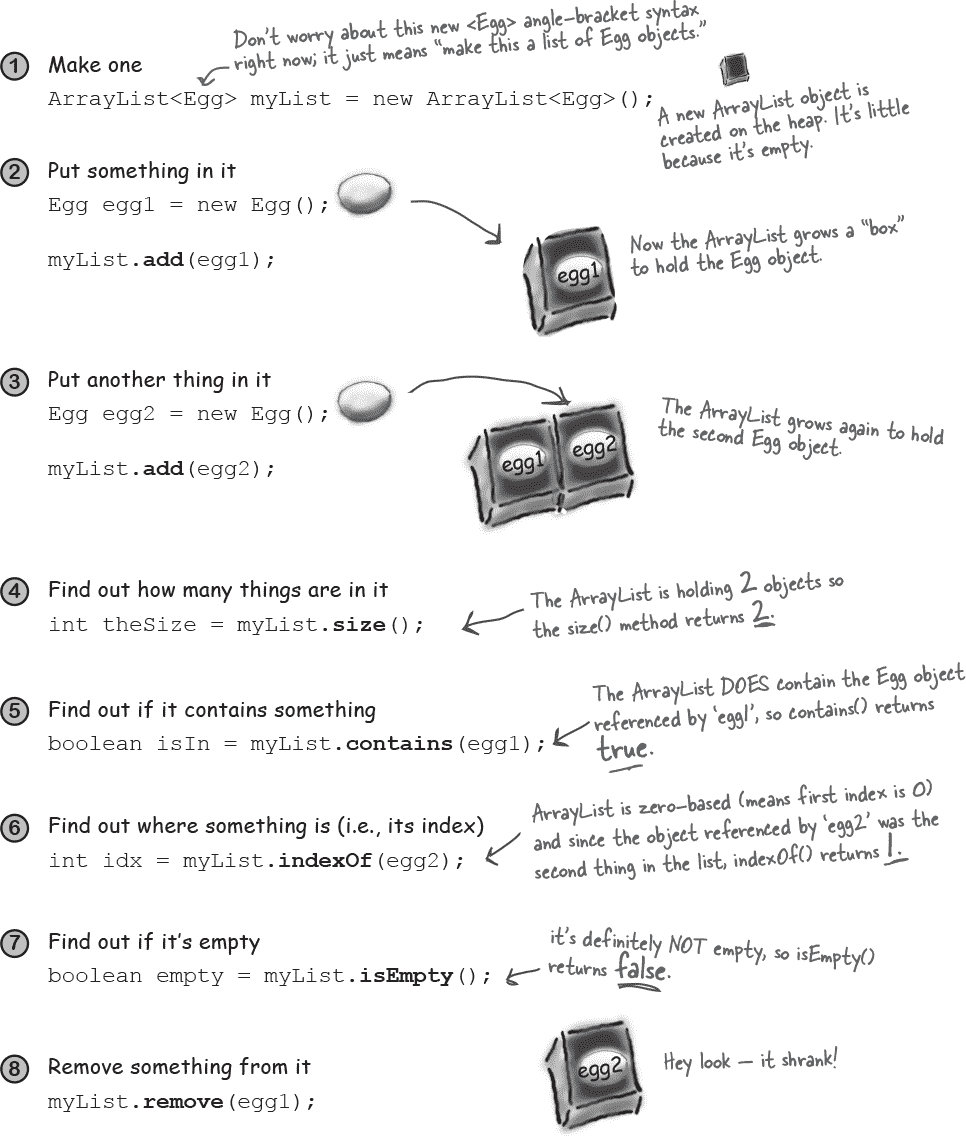 Don't worry about this new <Egg> angle-bracket syntax
right now; it just means “make this a list of Egg objects.”
1 Make one
ArrayList<Egg> myList = new ArrayList<Egg>();
A new ArrayList object is
created on the heap. It's little
because it's empty.
2 Put something in it
Egg egg1 = new Egg();
myList.add(egg1);
egg1
Now the ArrayList grows a “box”
to hold the Egg object.
3 Put another thing in it
Egg egg2 = new Egg();
myList.add(egg2);
egg1 egg2
The ArrayList grows again to hold
the second Egg object.
4 Find out how many things are in it
int theSize = myList.size();
The ArrayList is holding 2 objects so
the size() method returns 2.
5 Find out if it contains something
boolean isIn = myList.contains(egg1);
The ArrayList DOES contain the Egg object
referenced by ‘egg1’, so contains() returns
true.
6 Find out where something is (i.e., its index)
int idx = myList.indexOf(egg2);
ArrayList is zero-based (means first index is 0)
and since the object referenced by ‘egg2’ was the
second thing in the list, indexOf() returns 1.
7 Find out if it's empty
boolean empty = myList.isEmpty();
it's definitely NOT empty, so isEmpty()
returns false.
8 Remove something from it
myList.remove(egg1);
egg2
Hey look — it shrank!